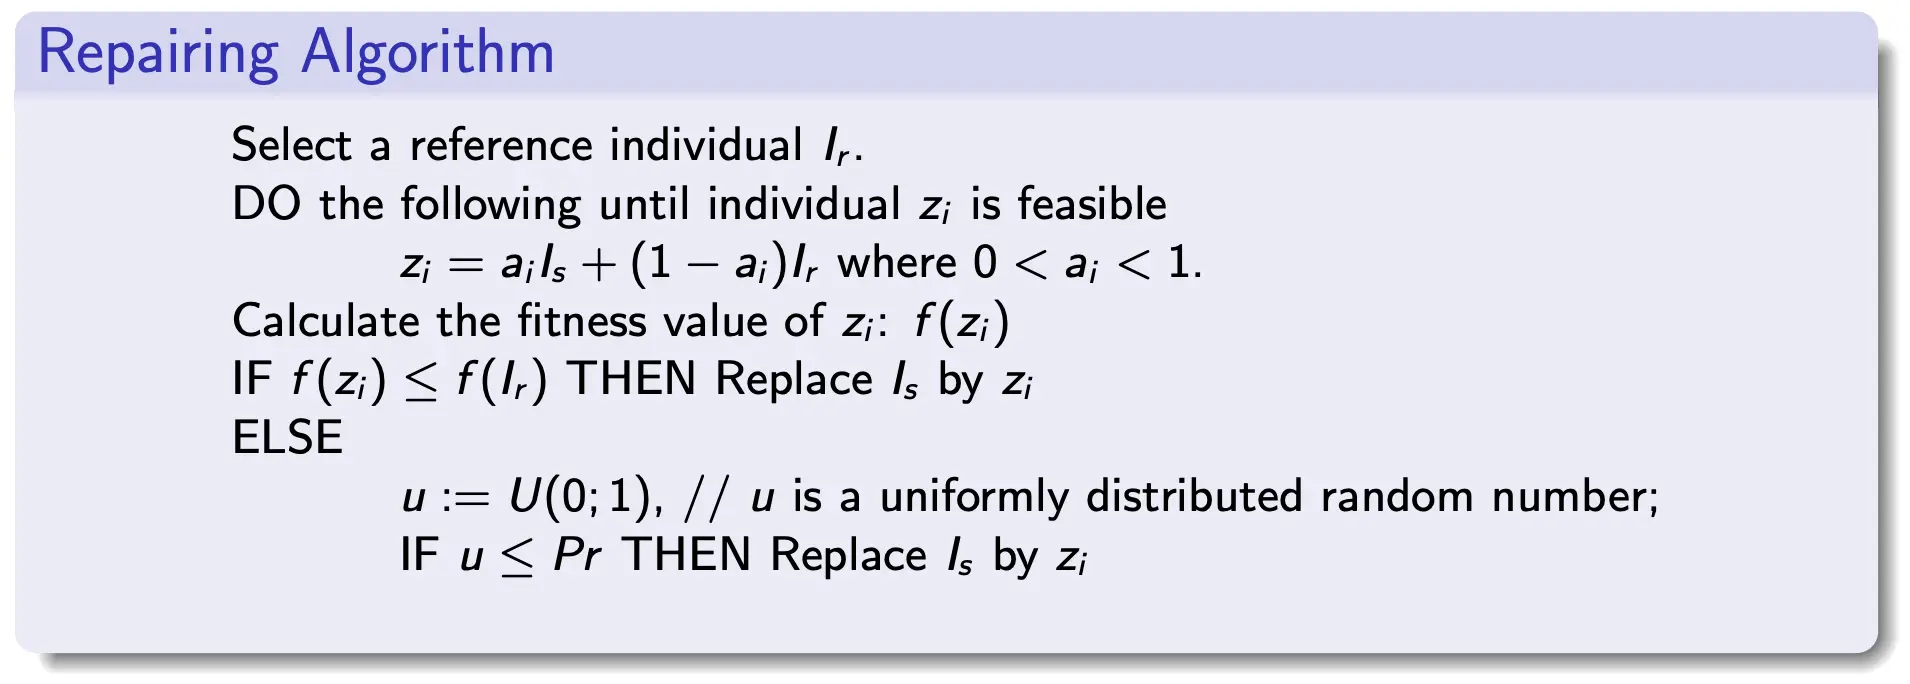 Repairing Algorithm
Select a reference individual I_r.
DO the following until individual z_i is feasible
z_i = a_i I_s + (1 − a_i)I_r where 0 < a_i < 1.
Calculate the fitness value of z_i: f(z_i)
IF f(z_i) ≤ f(I_r) THEN Replace I_s by z_i
ELSE
u := U(0; 1), // u is a uniformly distributed random number;
IF u ≤ Pr THEN Replace I_s by z_i